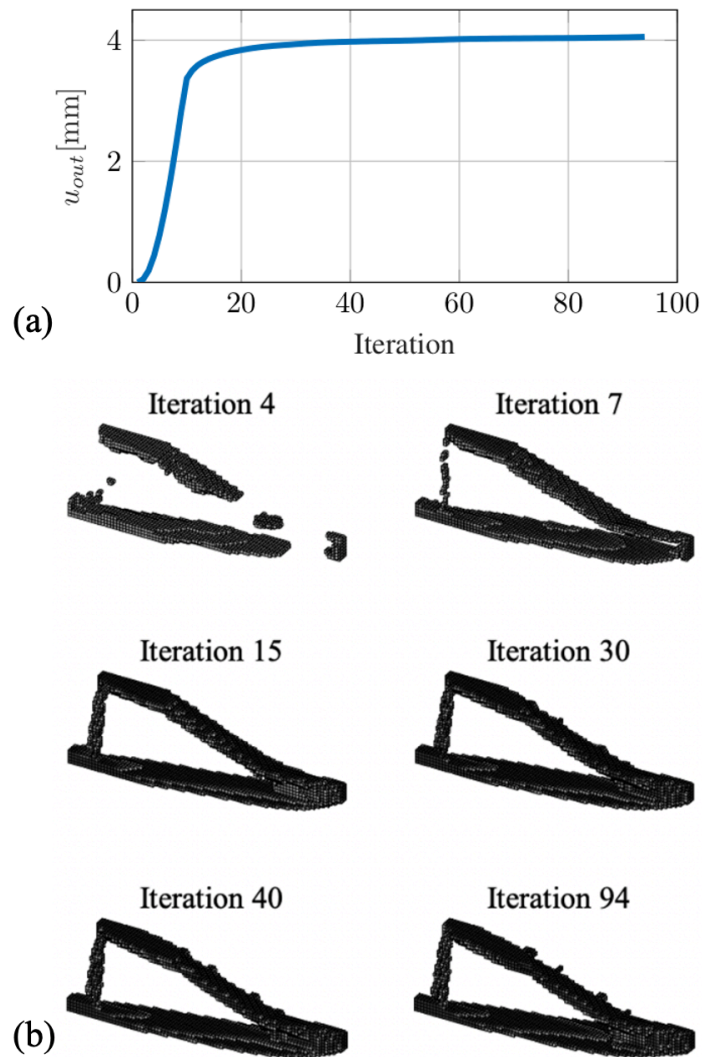 4
2
0
u_out [mm]
0 20 40 60 80 100
Iteration
(a)
Iteration 4 Iteration 7
Iteration 15 Iteration 30
Iteration 40 Iteration 94
(b)